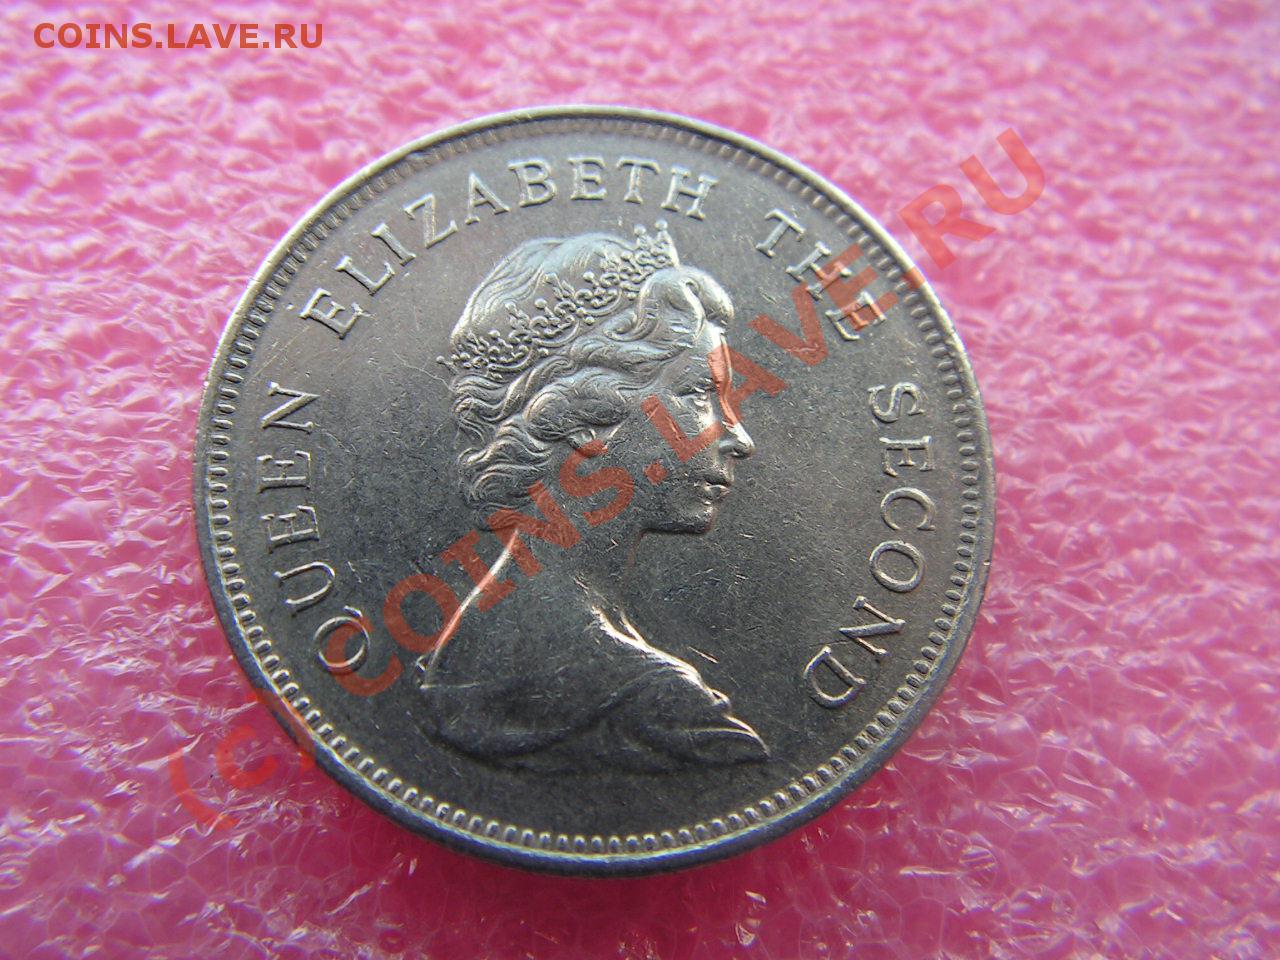 COINS.LAVE.RU
QUEEN ELIZABETH THE SECOND
(c) COINS.LAVE.RU